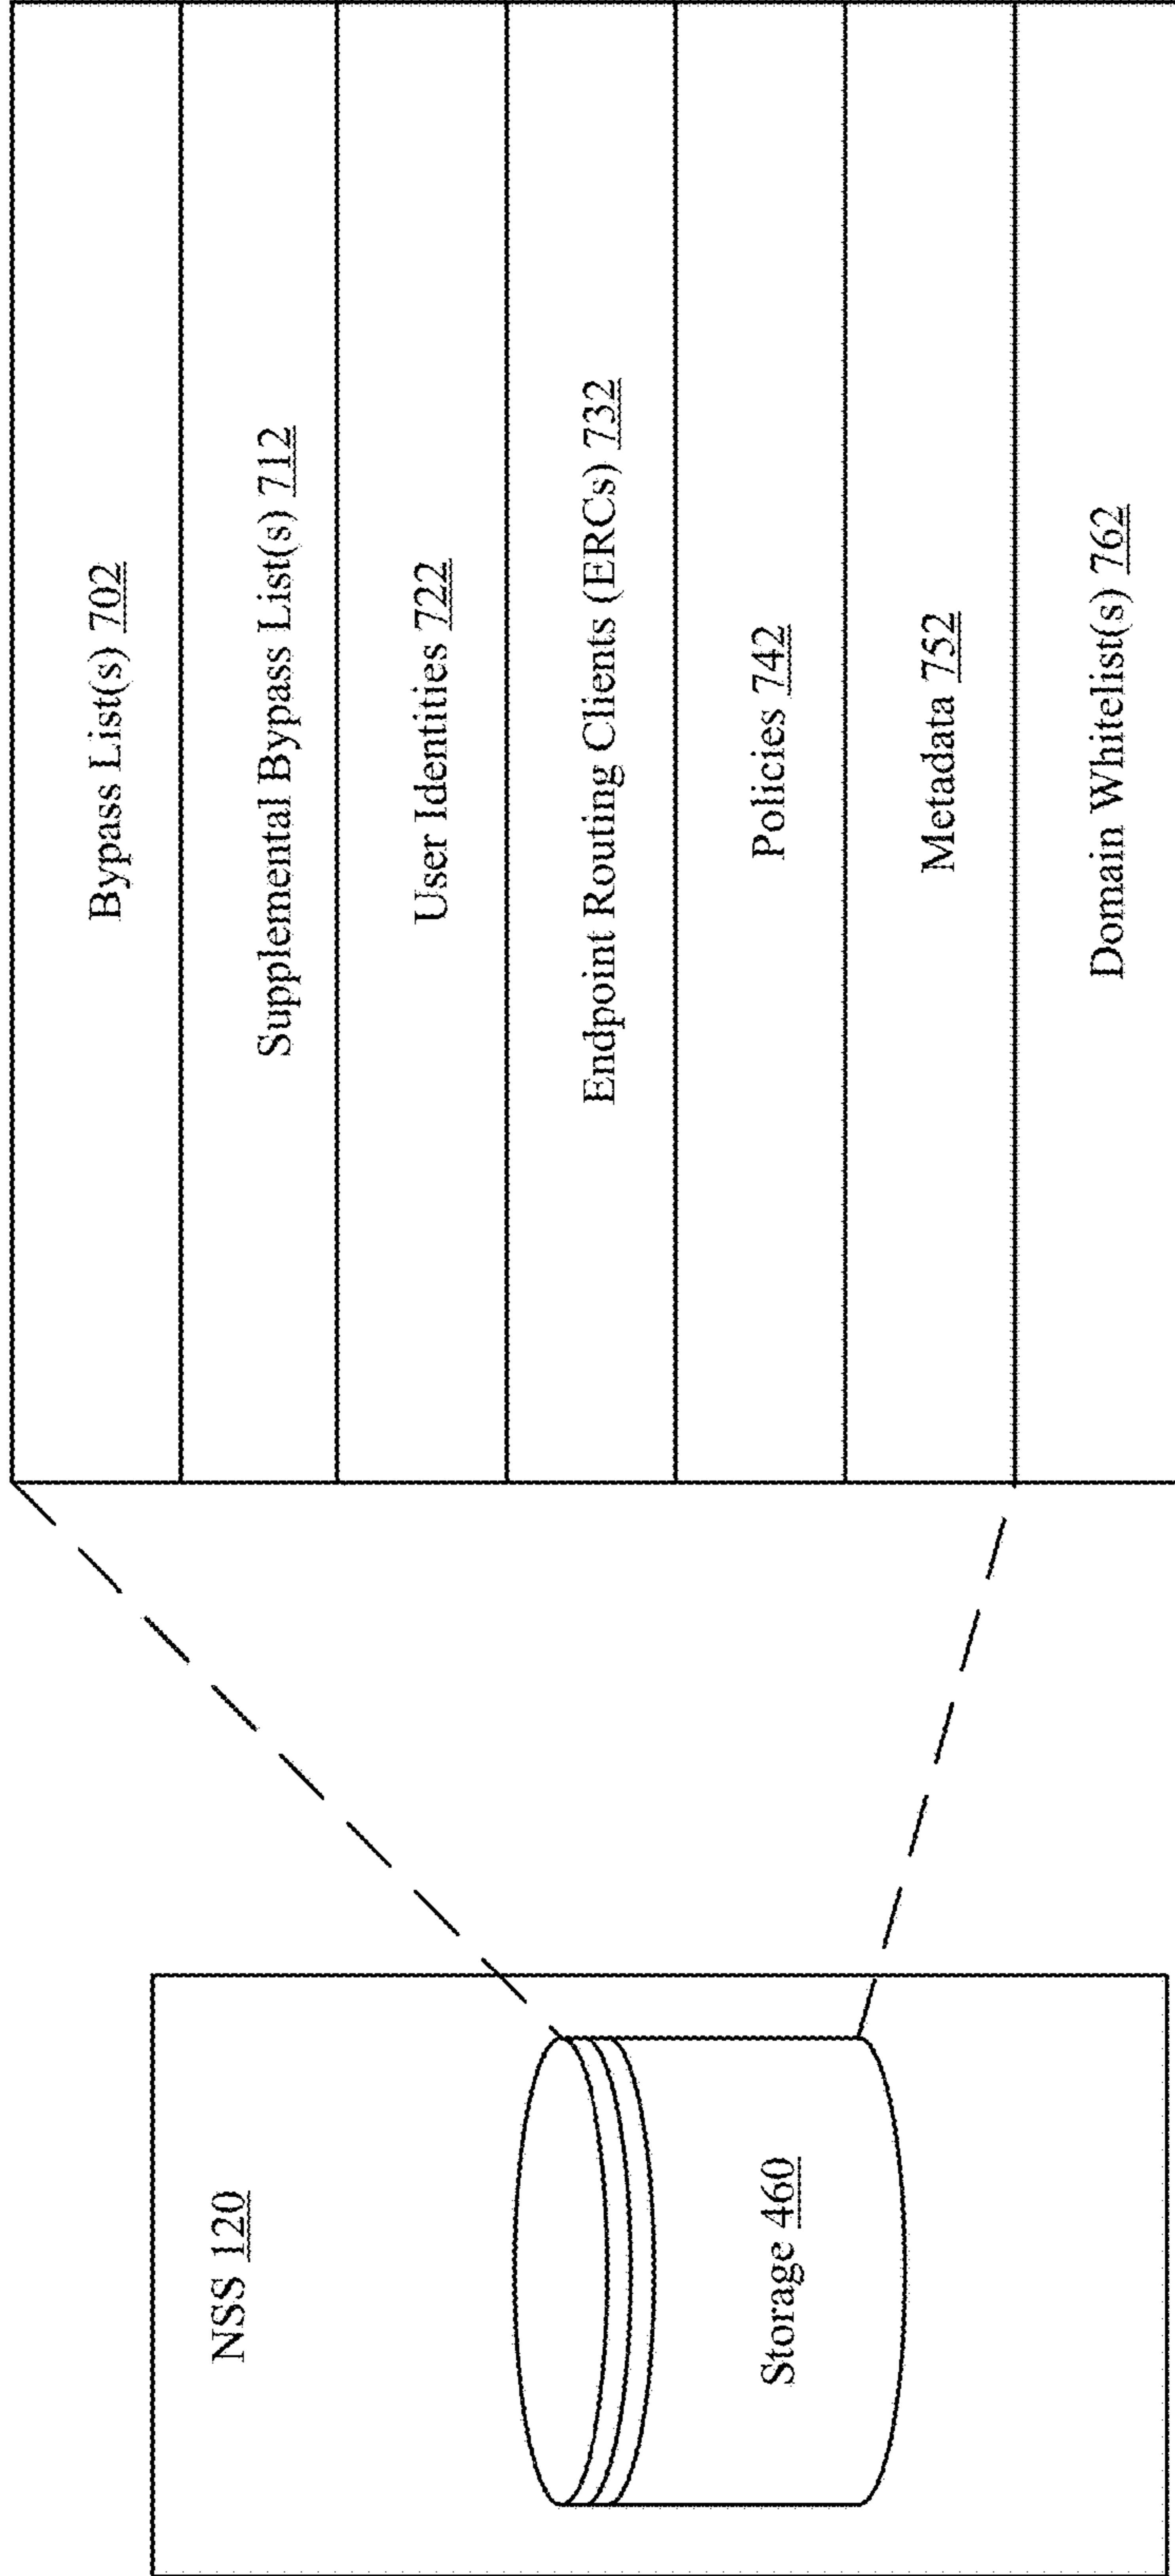 NSS 120
Storage 460
Bypass List(s) 702
Supplemental Bypass List(s) 712
User Identities 722
Endpoint Routing Clients (ERCs) 732
Policies 742
Metadata 752
Domain Whitelist(s) 762